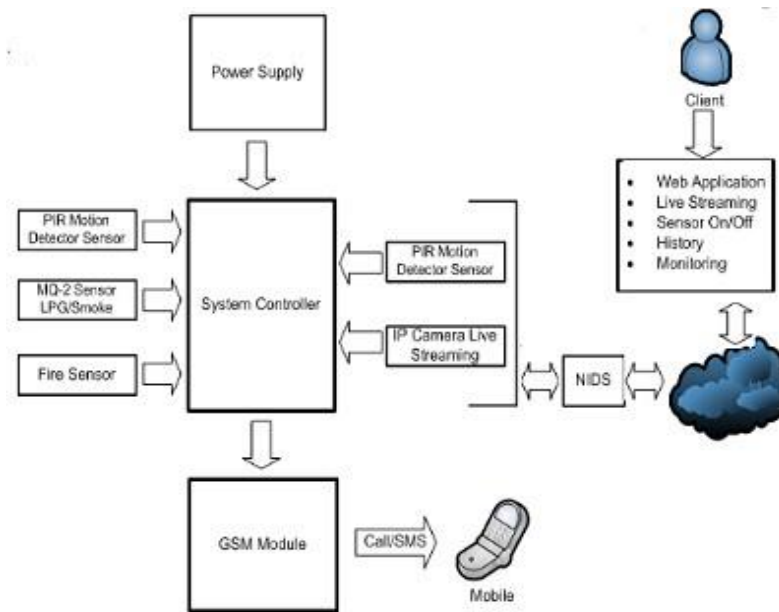 Power Supply
Client
• Web Application
• Live Streaming
• Sensor On/Off
• History
• Monitoring
PIR Motion
Detector Sensor
MQ-2 Sensor
LPG/Smoke
Fire Sensor
System Controller
PIR Motion
Detector Sensor
IP Camera Live
Streaming
NIDS
GSM Module
Call/SMS
Mobile